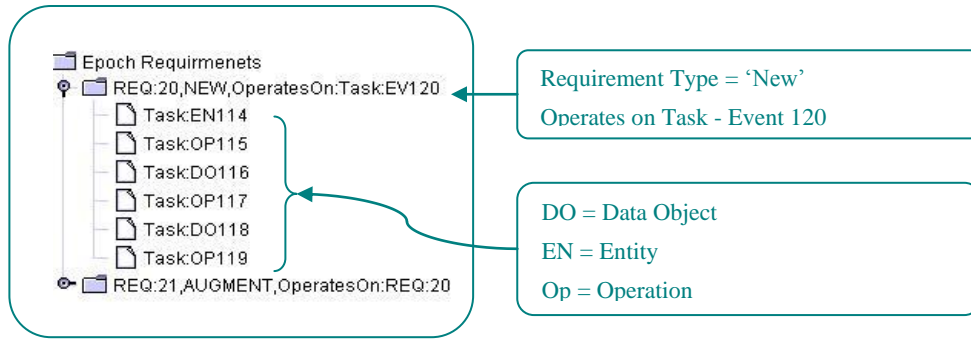 Epoch Requirmenets
REQ:20,NEW,OperatesOn:Task:EV120
Task:EN114
Task:OP115
Task:DO116
Task:OP117
Task:DO118
Task:OP119
REQ:21,AUGMENT,OperatesOn:REQ:20
Requirement Type = ‘New’
Operates on Task - Event 120
DO = Data Object
EN = Entity
Op = Operation